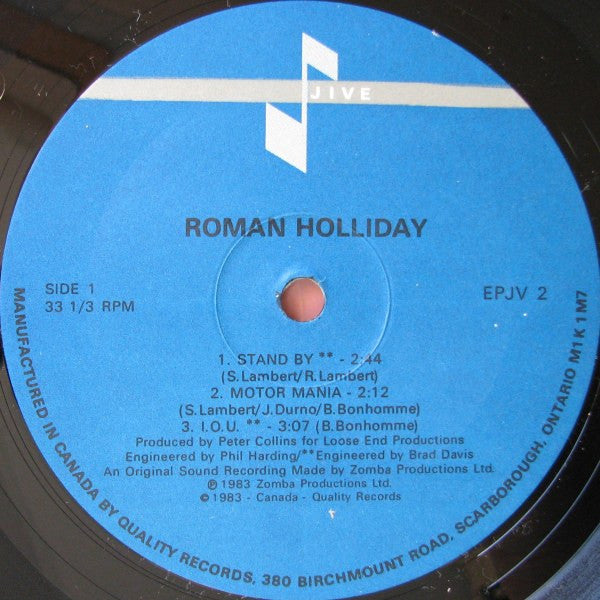 JIVE
ROMAN HOLLIDAY
SIDE 1
33 1/3 RPM
EPJV 2
1. STAND BY ** - 2:44
(S.Lambert/R.Lambert)
2. MOTOR MANIA - 2:12
(S.Lambert/J.Durno/B.Bonhomme)
3. I.O.U. ** - 3:07 (B.Bonhomme)
Produced by Peter Collins for Loose End Productions
Engineered by Phil Harding/**Engineered by Brad Davis
An Original Sound Recording Made by Zomba Productions Ltd.
℗ 1983 Zomba Productions Ltd.
© 1983 - Canada - Quality Records
MANUFACTURED IN CANADA BY QUALITY RECORDS, 380 BIRCHMOUNT ROAD, SCARBOROUGH, ONTARIO M1K 1M7